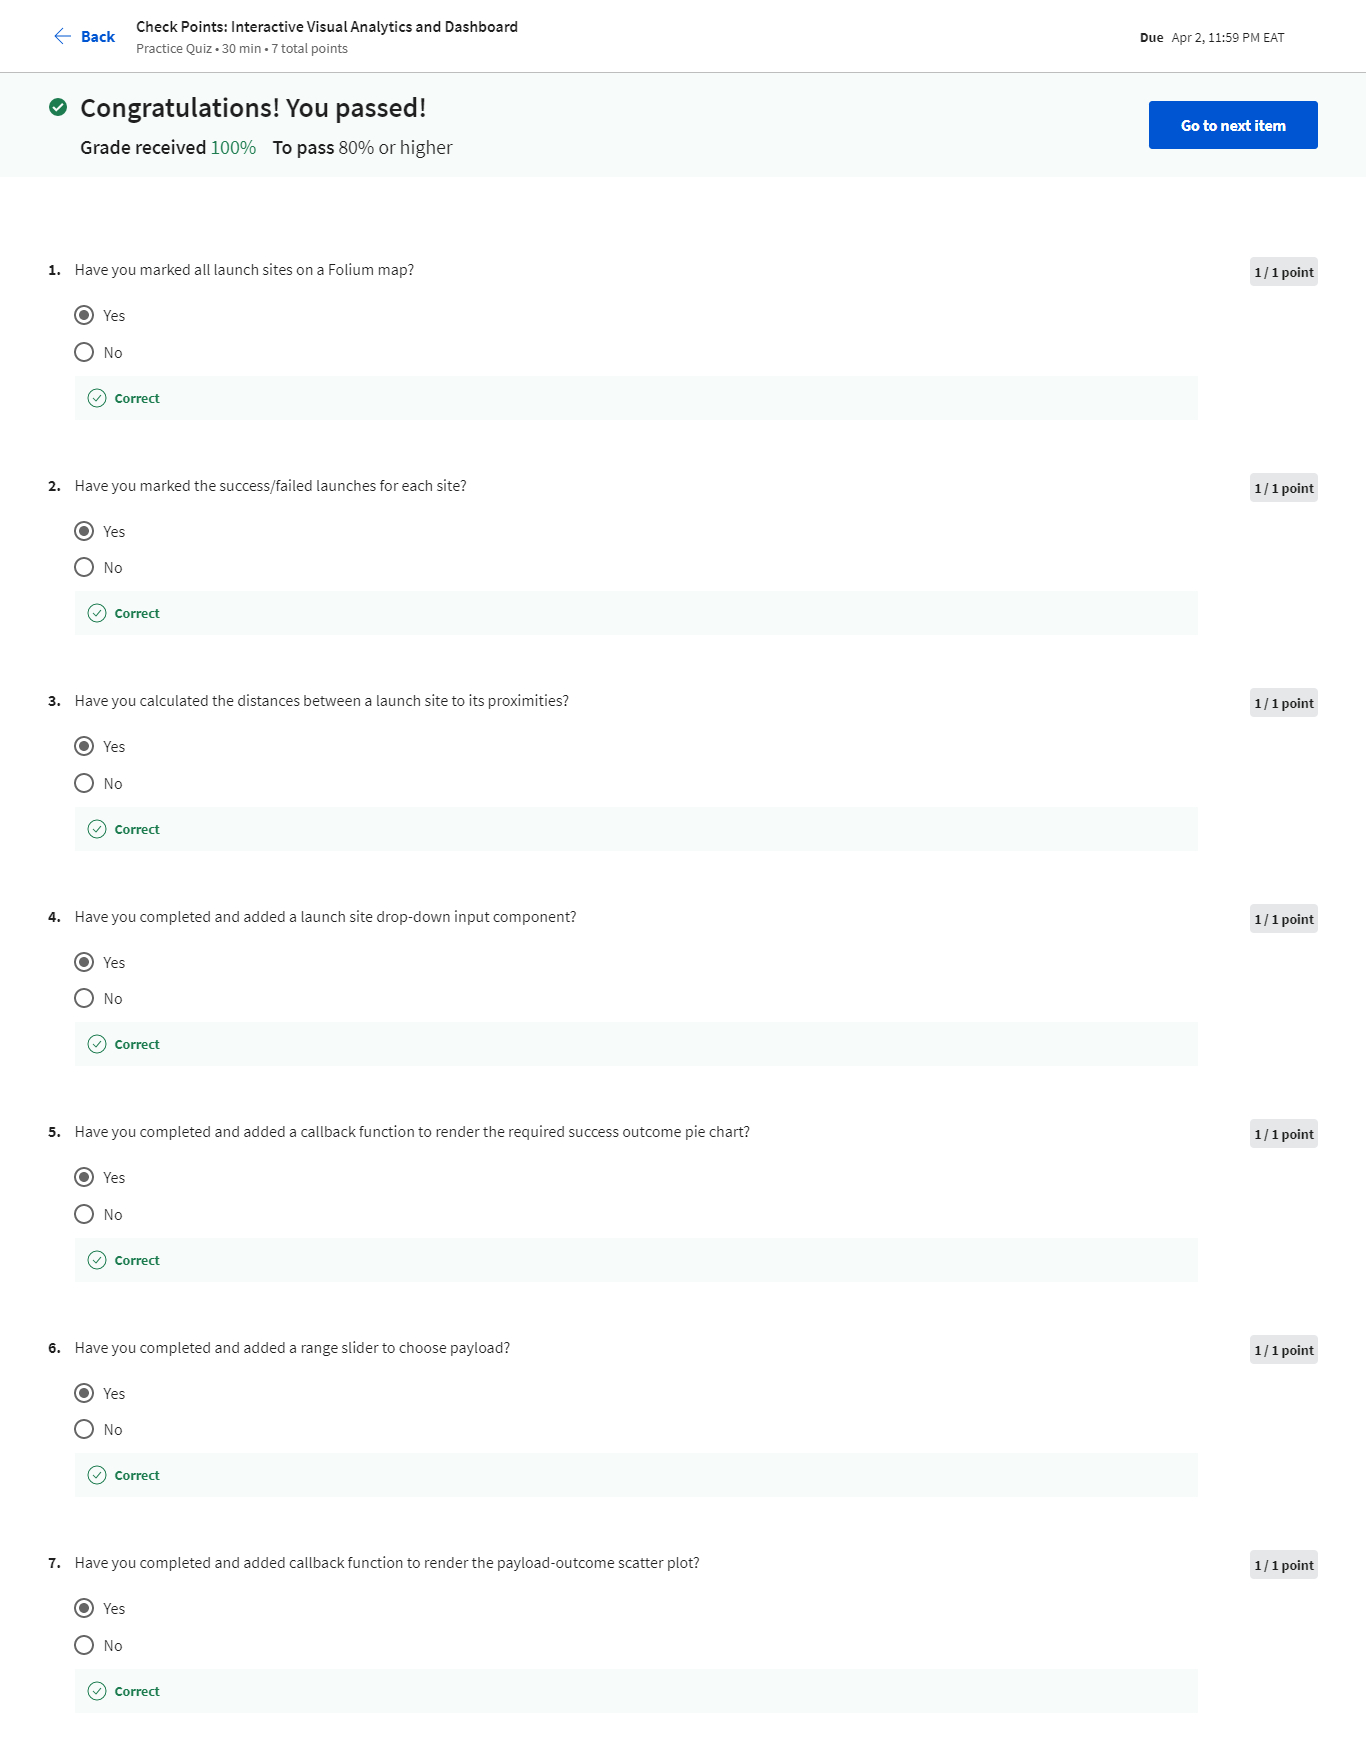 Back
Check Points: Interactive Visual Analytics and Dashboard
Practice Quiz • 30 min • 7 total points
Due Apr 2, 11:59 PM EAT
Congratulations! You passed!
Grade received 100% To pass 80% or higher
Go to next item
1. Have you marked all launch sites on a Folium map?
1 / 1 point
Yes
No
Correct
2. Have you marked the success/failed launches for each site?
1 / 1 point
Yes
No
Correct
3. Have you calculated the distances between a launch site to its proximities?
1 / 1 point
Yes
No
Correct
4. Have you completed and added a launch site drop-down input component?
1 / 1 point
Yes
No
Correct
5. Have you completed and added a callback function to render the required success outcome pie chart?
1 / 1 point
Yes
No
Correct
6. Have you completed and added a range slider to choose payload?
1 / 1 point
Yes
No
Correct
7. Have you completed and added callback function to render the payload-outcome scatter plot?
1 / 1 point
Yes
No
Correct